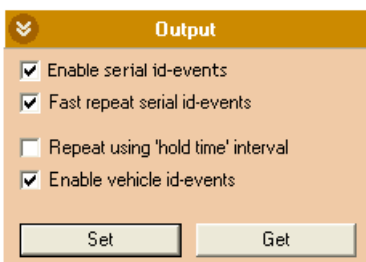 Output
Enable serial id-events
Fast repeat serial id-events
Repeat using 'hold time' interval
Enable vehicle id-events
Set
Get